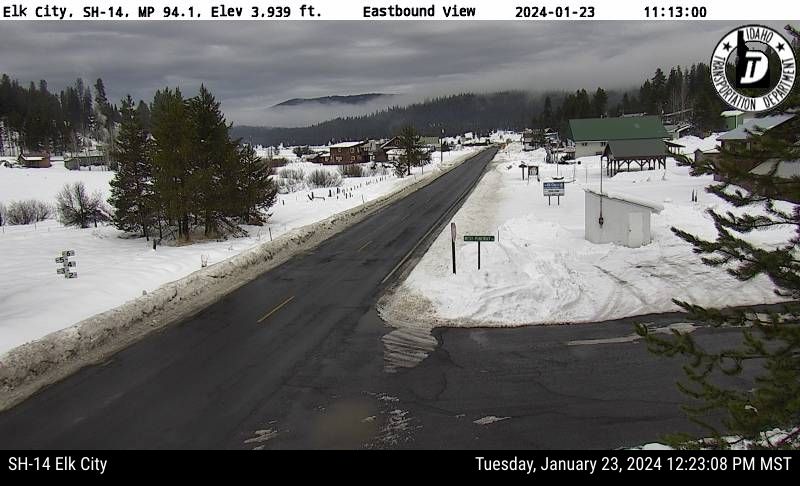 Elk City, SH-14, MP 94.1, Elev 3,939 ft. Eastbound View 2024-01-23 11:13:00
IDAHO
TRANSPORTATION DEPARTMENT
SH-14 Elk City Tuesday, January 23, 2024 12:23:08 PM MST